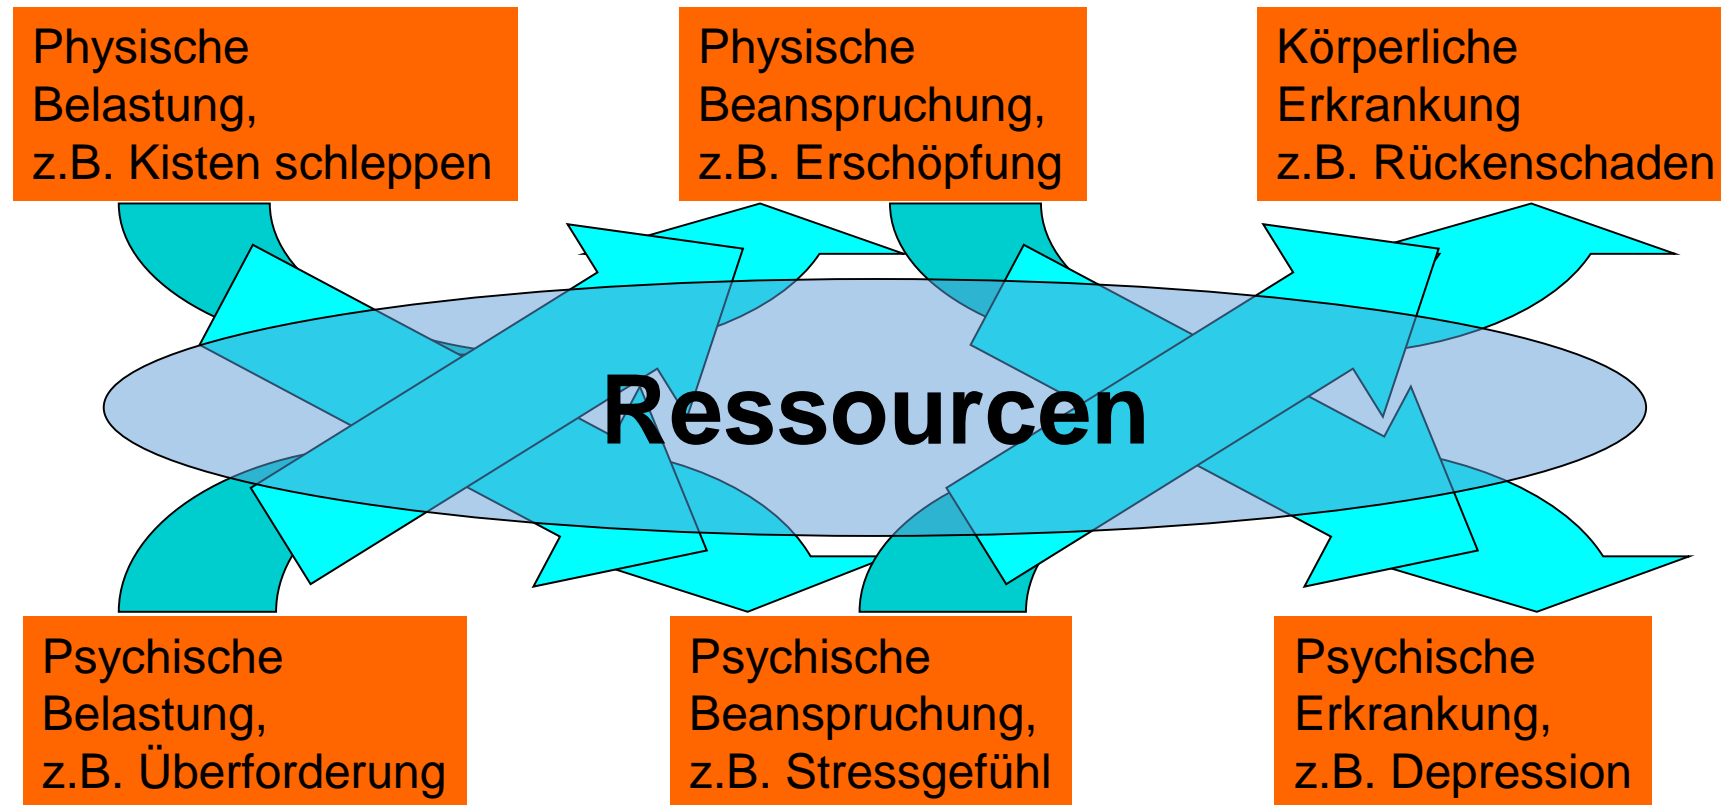 Physische
Belastung,
z.B. Kisten schleppen
Physische
Beanspruchung,
z.B. Erschöpfung
Körperliche
Erkrankung
z.B. Rückenschaden
Ressourcen
Psychische
Belastung,
z.B. Überforderung
Psychische
Beanspruchung,
z.B. Stressgefühl
Psychische
Erkrankung,
z.B. Depression